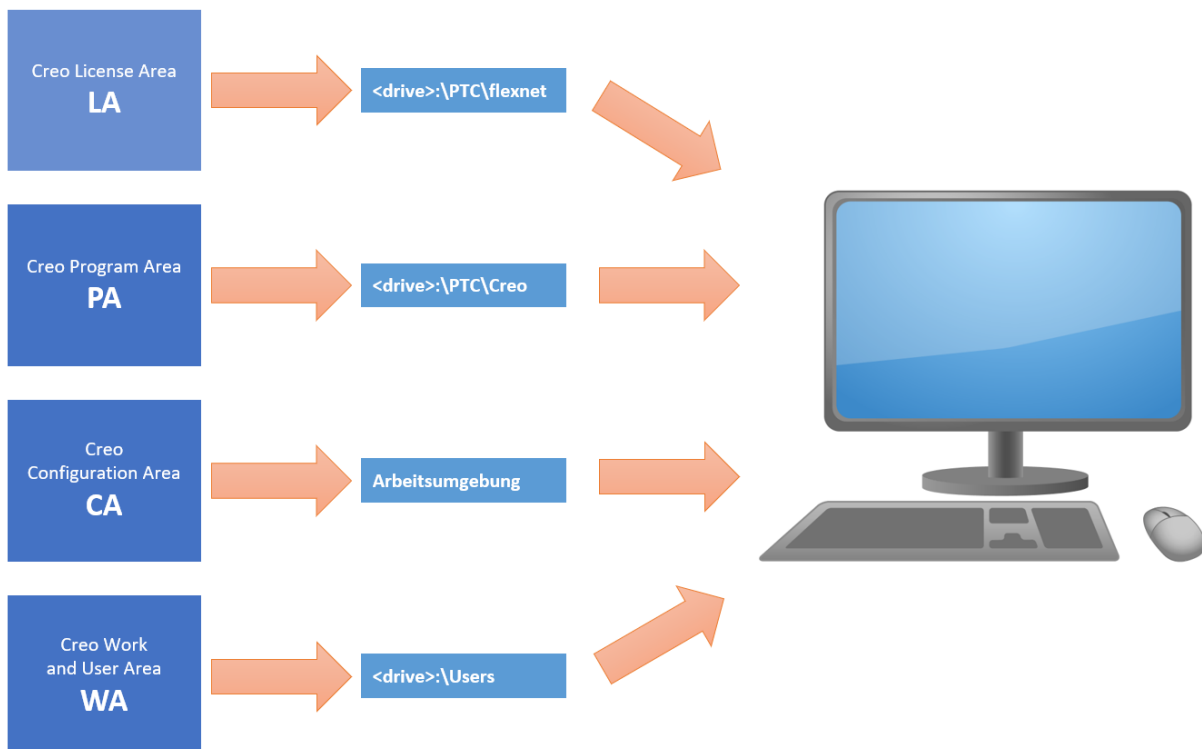 Creo License Area
LA
<drive>:\PTC\flexnet
Creo Program Area
PA
<drive>:\PTC\Creo
Creo
Configuration Area
CA
Arbeitsumgebung
Creo Work
and User Area
WA
<drive>:\Users